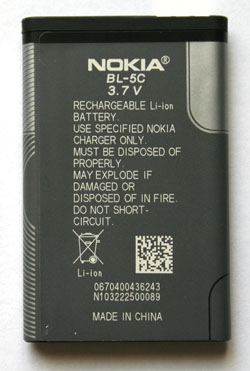 NOKIA®
BL-5C
3.7 V
RECHARGEABLE Li-ion
BATTERY.
USE SPECIFIED NOKIA
CHARGER ONLY.
MUST BE DISPOSED OF
PROPERLY.
MAY EXPLODE IF
DAMAGED OR
DISPOSED OF IN FIRE.
DO NOT SHORT-
CIRCUIT.
Li-ion
0670400436243
N103222500089
MADE IN CHINA